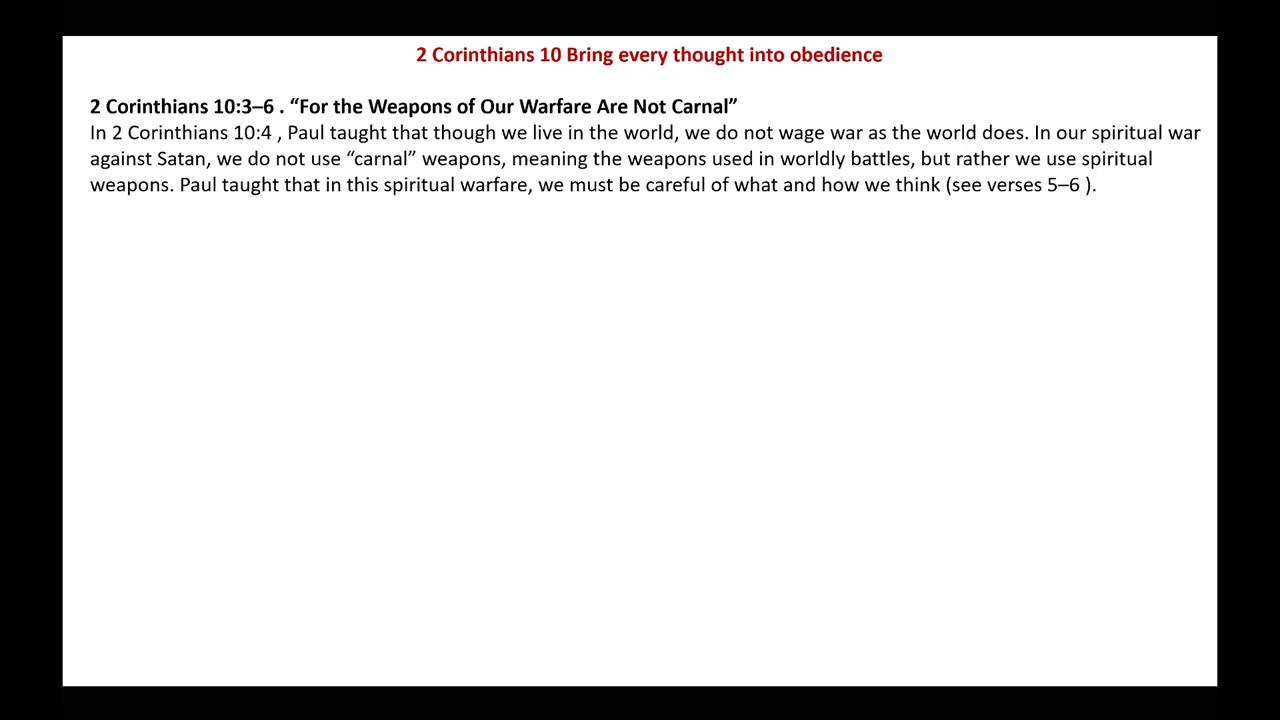 2 Corinthians 10 Bring every thought into obedience
2 Corinthians 10:3–6 . “For the Weapons of Our Warfare Are Not Carnal”
In 2 Corinthians 10:4 , Paul taught that though we live in the world, we do not wage war as the world does. In our spiritual war
against Satan, we do not use “carnal” weapons, meaning the weapons used in worldly battles, but rather we use spiritual
weapons. Paul taught that in this spiritual warfare, we must be careful of what and how we think (see verses 5–6 ).